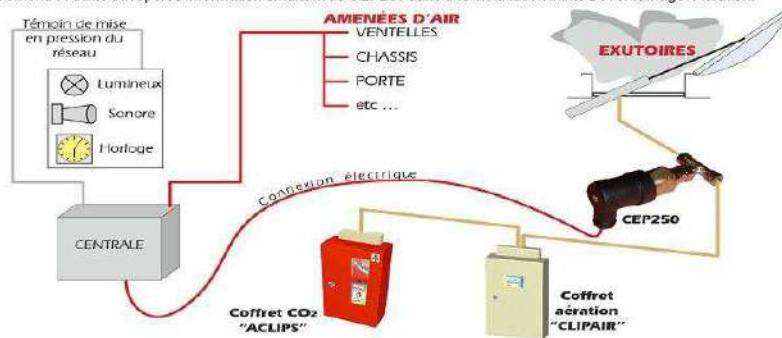 Témoin de mise
en pression du
réseau
Lumineux
Sonore
Horloge
AMENÉES D'AIR
VENTELLES
CHASSIS
PORTE
etc ...
EXUTOIRES
Connexion électrique
CEP250
CENTRALE
Coffret CO2
"ACLIPS"
Coffret
aération
"CLIPAIR"